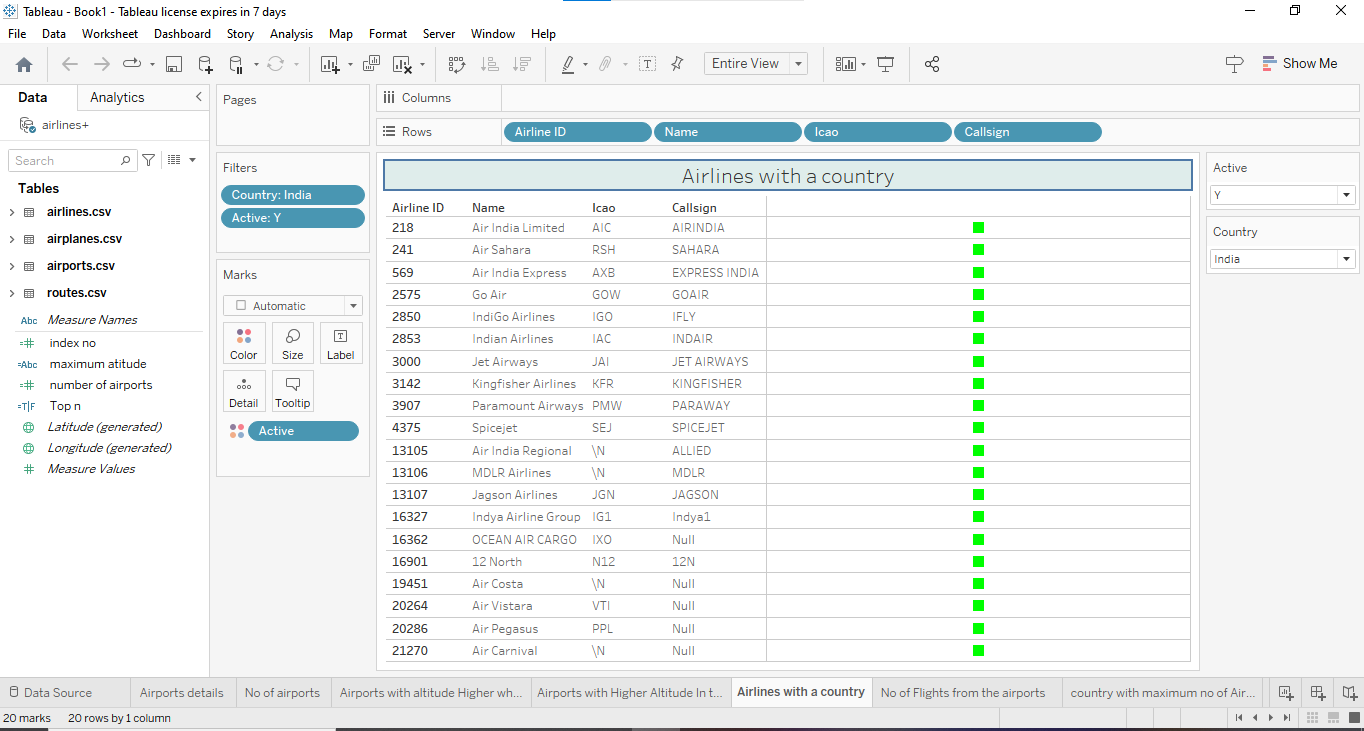 Tableau - Book1 - Tableau license expires in 7 days
File Data Worksheet Dashboard Story Analysis Map Format Server Window Help
Entire View
Show Me
Data Analytics
airlines+
Search
Tables
airlines.csv
airplanes.csv
airports.csv
routes.csv
Abc Measure Names
=# index no
=Abc maximum atitude
=# number of airports
=T|F Top n
Latitude (generated)
Longitude (generated)
# Measure Values
Pages
Filters
Country: India
Active: Y
Marks
Automatic
Color Size Label
Detail Tooltip
Active
Columns
Rows Airline ID Name Icao Callsign
Airlines with a country
Airline ID Name Icao Callsign
218 Air India Limited AIC AIRINDIA
241 Air Sahara RSH SAHARA
569 Air India Express AXB EXPRESS INDIA
2575 Go Air GOW GOAIR
2850 IndiGo Airlines IGO IFLY
2853 Indian Airlines IAC INDAIR
3000 Jet Airways JAI JET AIRWAYS
3142 Kingfisher Airlines KFR KINGFISHER
3907 Paramount Airways PMW PARAWAY
4375 Spicejet SEJ SPICEJET
13105 Air India Regional \N ALLIED
13106 MDLR Airlines \N MDLR
13107 Jagson Airlines JGN JAGSON
16327 Indya Airline Group IG1 Indya1
16362 OCEAN AIR CARGO IXO Null
16901 12 North N12 12N
19451 Air Costa \N Null
20264 Air Vistara VTI Null
20286 Air Pegasus PPL Null
21270 Air Carnival \N Null
Active
Y
Country
India
Data Source Airports details No of airports Airports with altitude Higher wh... Airports with Higher Altitude In t... Airlines with a country No of Flights from the airports country with maximum no of Air...
20 marks 20 rows by 1 column